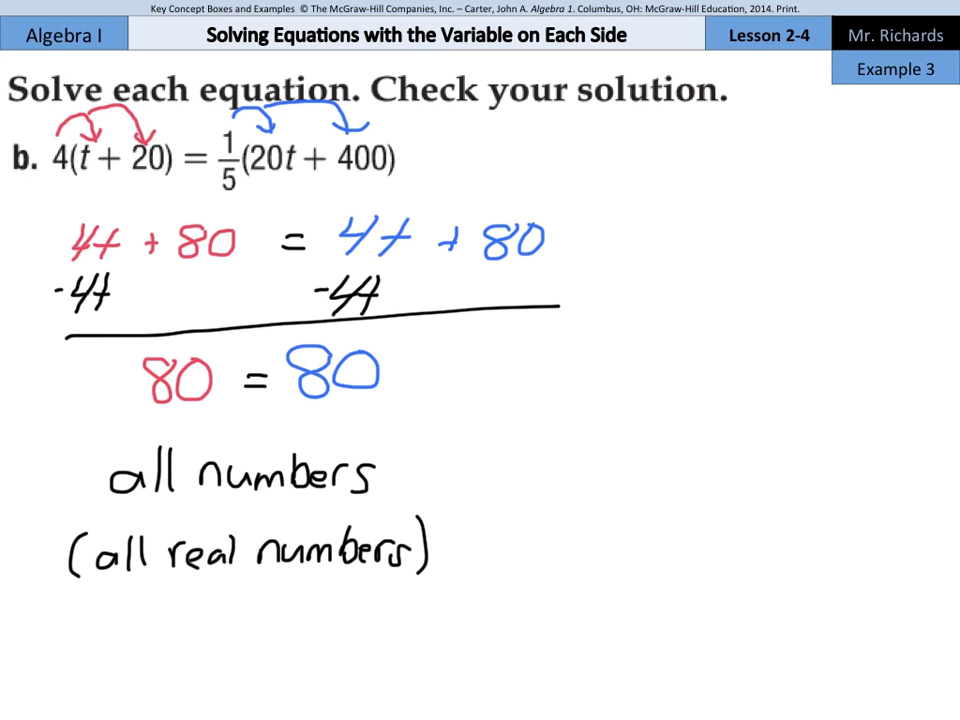 Key Concept Boxes and Examples © The McGraw-Hill Companies, Inc. – Carter, John A. Algebra 1. Columbus, OH: McGraw-Hill Education, 2014. Print.
Algebra I Solving Equations with the Variable on Each Side Lesson 2-4 Mr. Richards
Example 3
Solve each equation. Check your solution.
b. 4(t + 20) = 1/5(20t + 400)
4t + 80 = 4t + 80
-4t -4t
80 = 80
all numbers
(all real numbers)